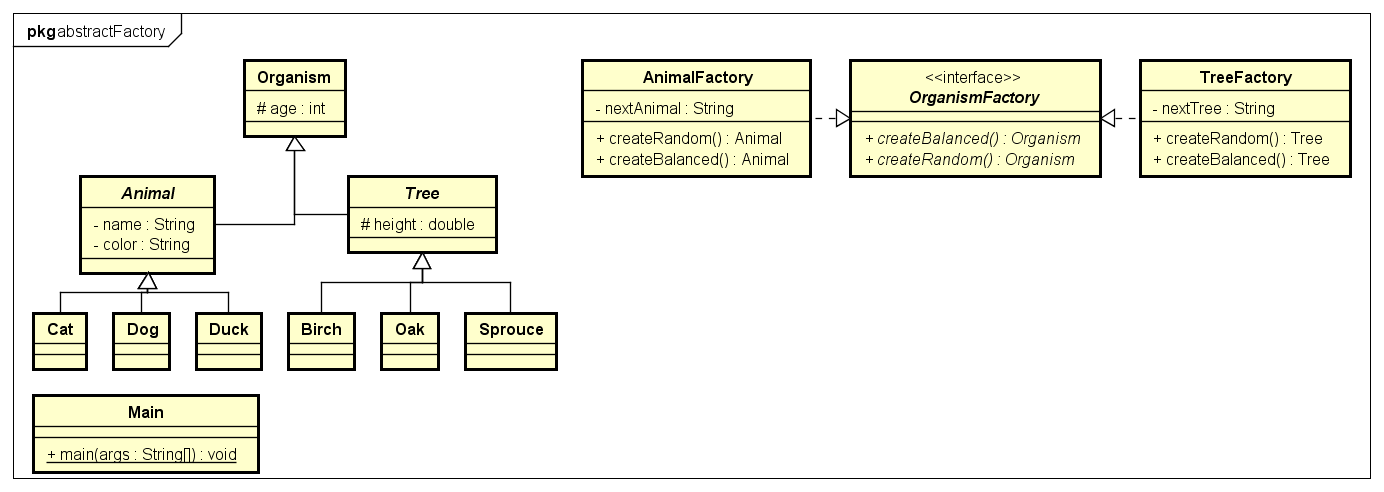 pkg abstractFactory
Organism
# age : int
AnimalFactory
- nextAnimal : String
+ createRandom() : Animal
+ createBalanced() : Animal
<<interface>>
OrganismFactory
+ createBalanced() : Organism
+ createRandom() : Organism
TreeFactory
- nextTree : String
+ createRandom() : Tree
+ createBalanced() : Tree
Animal
- name : String
- color : String
Tree
# height : double
Cat
Dog
Duck
Birch
Oak
Sprouce
Main
+ main(args : String[]) : void